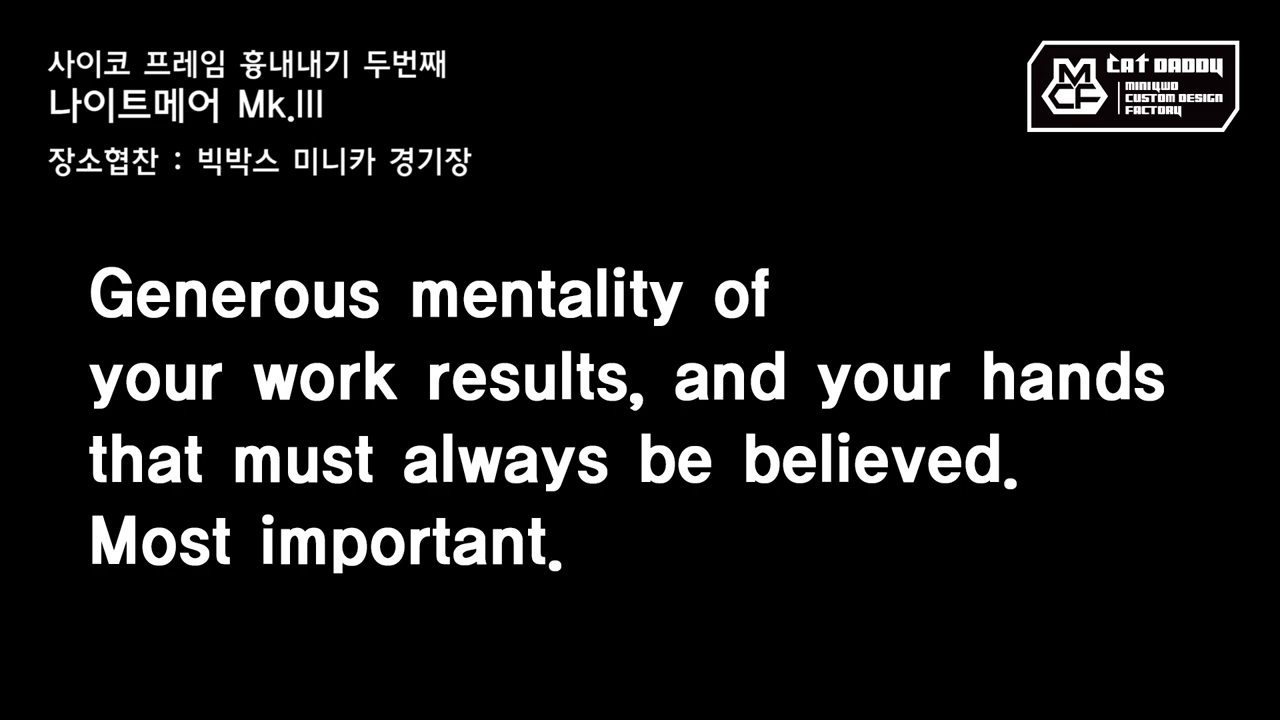 사이코 프레임 흉내내기 두번째
나이트메어 Mk.III
장소협찬 : 빅박스 미니카 경기장
MCF
CAT DADDY
MINI4WD
CUSTOM DESIGN
FACTORY
Generous mentality of
your work results, and your hands
that must always be believed.
Most important.